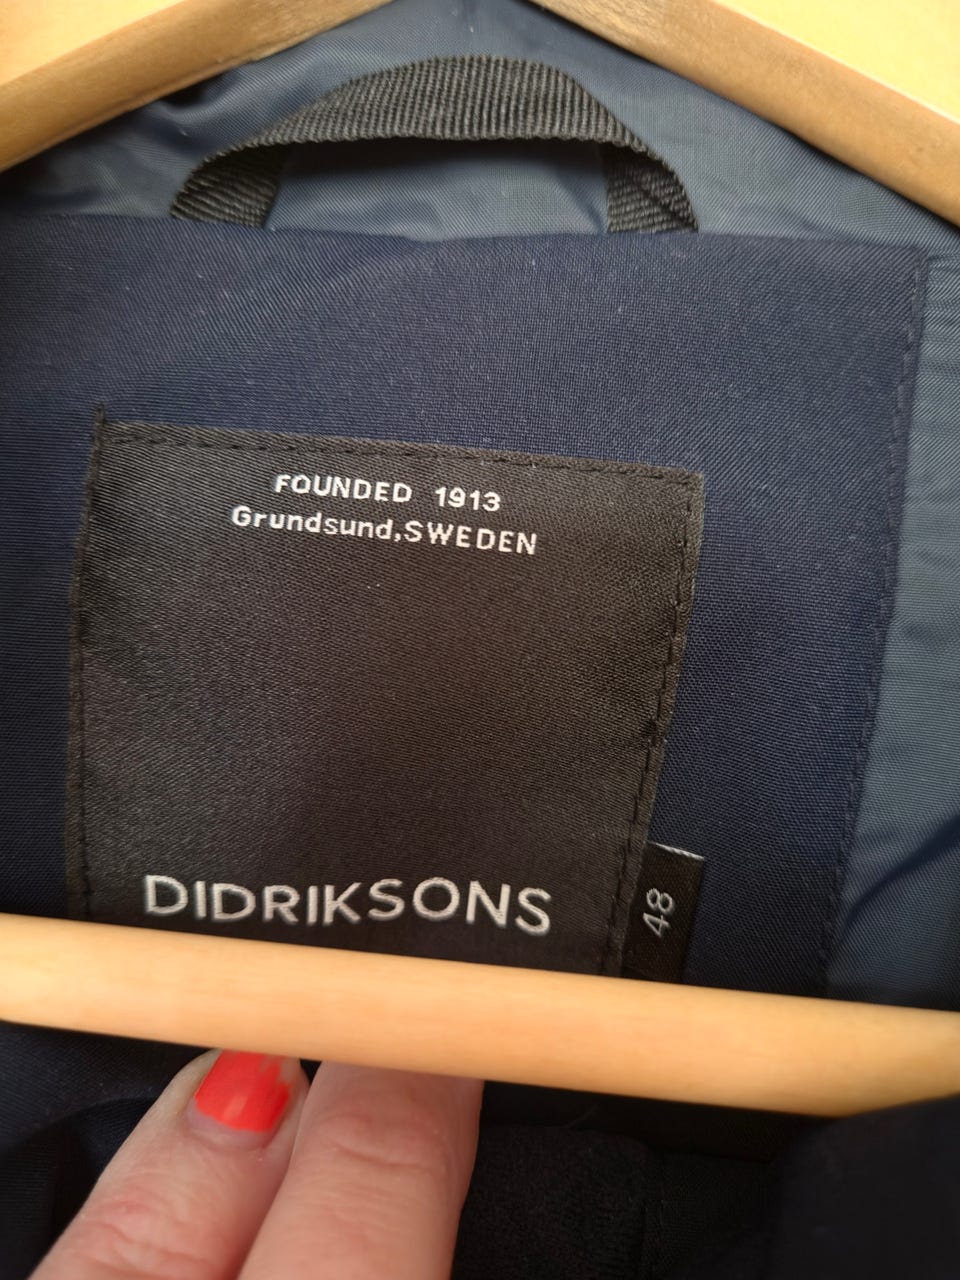 FOUNDED 1913
Grundsund,SWEDEN
DIDRIKSONS
48